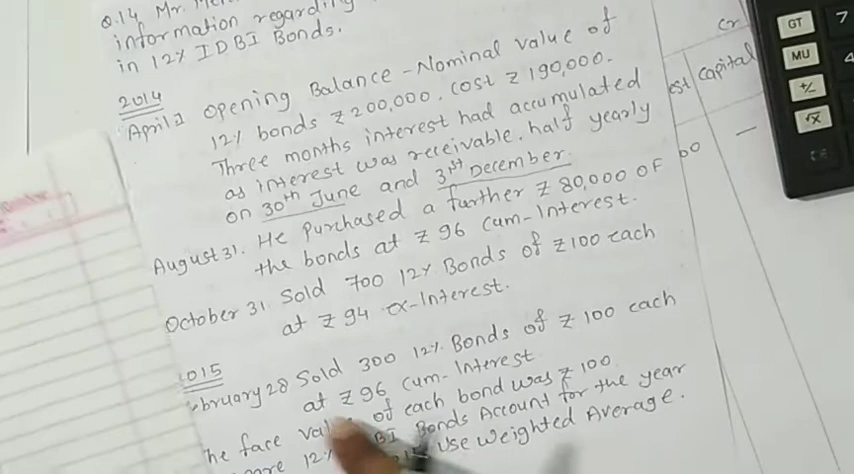 Q.14 Mr.
information regarding
in 12% IDBI Bonds.
2014
April 1 Opening Balance - Nominal value of
12% bonds ₹200,000. Cost ₹190,000.
Three months interest had accumulated
as interest was receivable half yearly
on 30th June and 31st December.
August 31. He purchased a further ₹80,000 of
the bonds at ₹96 Cum-Interest.
October 31. Sold 700 12% Bonds of ₹100 each
at ₹94 ex-Interest.
2015
February 28 Sold 300 12% Bonds of ₹100 each
at ₹96 Cum-Interest
The face of each bond was ₹100.
12% Bonds Account for the year
Use Weighted Average.
Cr
Capital
—
GT
MU
+/-
√x
CE
7
4